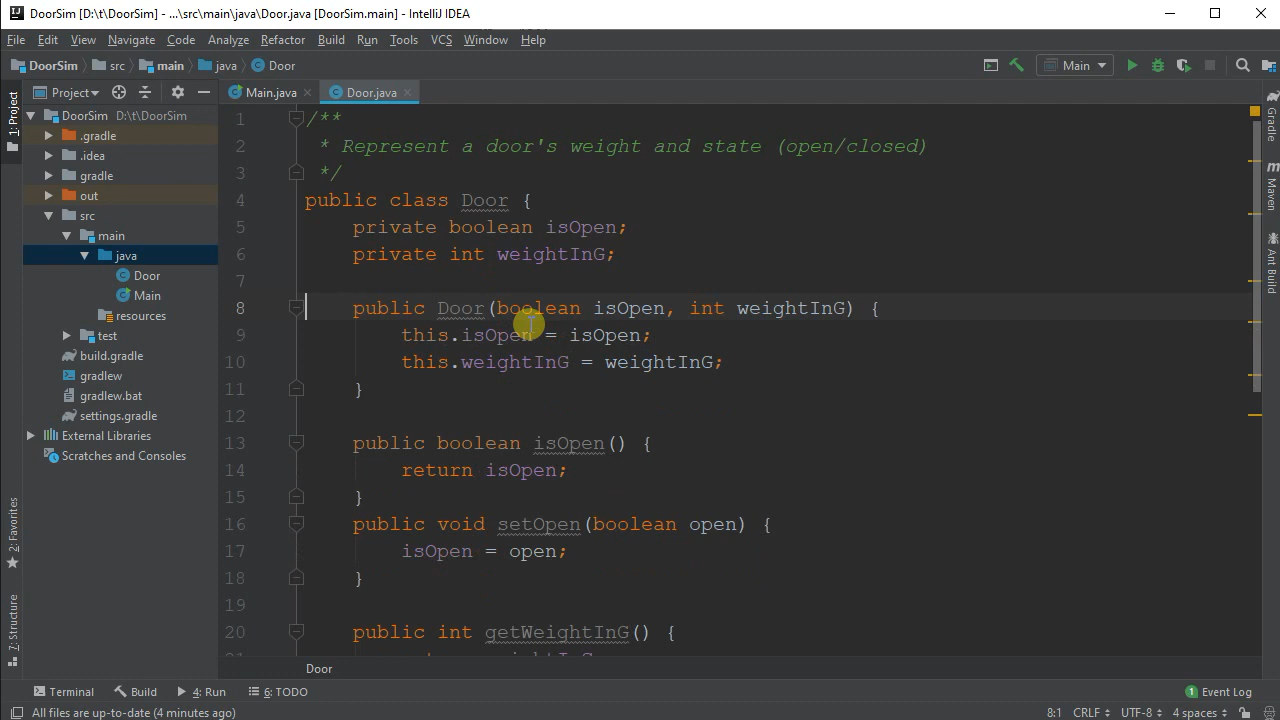 DoorSim [D:\t\DoorSim] - ...\src\main\java\Door.java [DoorSim.main] - IntelliJ IDEA
File Edit View Navigate Code Analyze Refactor Build Run Tools VCS Window Help
DoorSim src main java Door Main
1: Project
2: Favorites
7: Structure
Project
DoorSim D:\t\DoorSim
.gradle
.idea
gradle
out
src
main
java
Door
Main
resources
test
build.gradle
gradlew
gradlew.bat
settings.gradle
External Libraries
Scratches and Consoles
Main.java Door.java
1 /**
2 * Represent a door's weight and state (open/closed)
3 */
4 public class Door {
5 private boolean isOpen;
6 private int weightInG;
7
8 public Door(boolean isOpen, int weightInG) {
9 this.isOpen = isOpen;
10 this.weightInG = weightInG;
11 }
12
13 public boolean isOpen() {
14 return isOpen;
15 }
16 public void setOpen(boolean open) {
17 isOpen = open;
18 }
19
20 public int getWeightInG() {
Door
Gradle
m Maven
Ant Build
Terminal Build 4: Run 6: TODO 1 Event Log
All files are up-to-date (4 minutes ago) 8:1 CRLF UTF-8 4 spaces